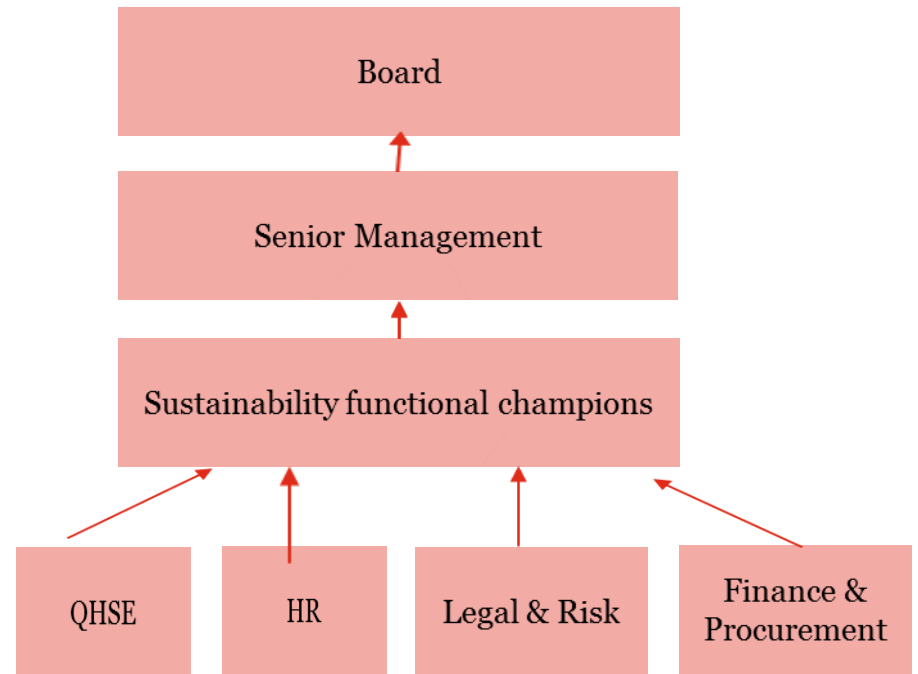 Board
Senior Management
Sustainability functional champions
QHSE
HR
Legal & Risk
Finance &
Procurement